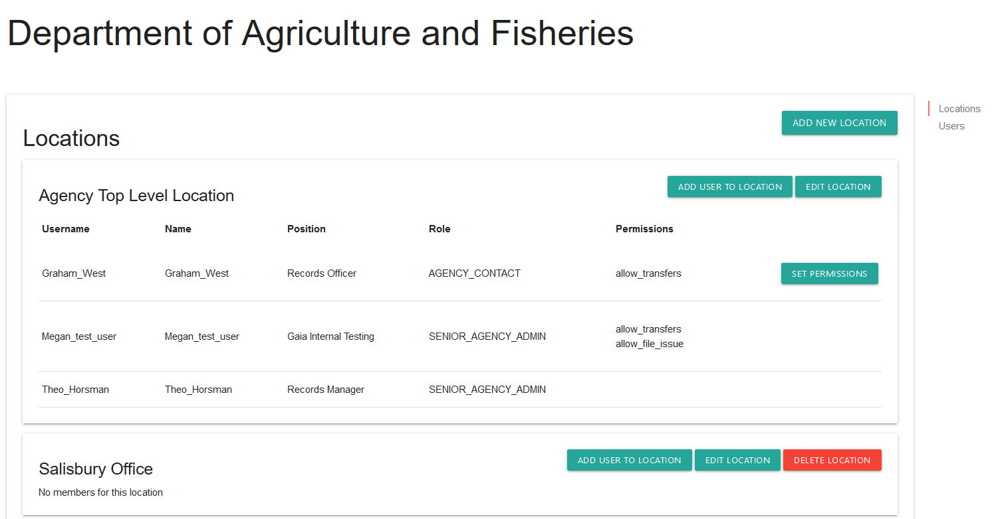 Department of Agriculture and Fisheries
Locations
Users
ADD NEW LOCATION
Locations
Agency Top Level Location
ADD USER TO LOCATION EDIT LOCATION
Username Name Position Role Permissions
Graham_West Graham_West Records Officer AGENCY_CONTACT allow_transfers SET PERMISSIONS
Megan_test_user Megan_test_user Gaia Internal Testing SENIOR_AGENCY_ADMIN allow_transfers
allow_file_issue
Theo_Horsman Theo_Horsman Records Manager SENIOR_AGENCY_ADMIN
Salisbury Office
ADD USER TO LOCATION EDIT LOCATION DELETE LOCATION
No members for this location